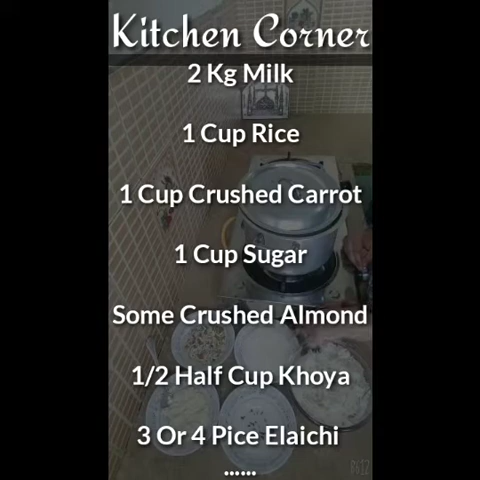 Kitchen Corner
2 Kg Milk
1 Cup Rice
1 Cup Crushed Carrot
1 Cup Sugar
Some Crushed Almond
1/2 Half Cup Khoya
3 Or 4 Pice Elaichi
......